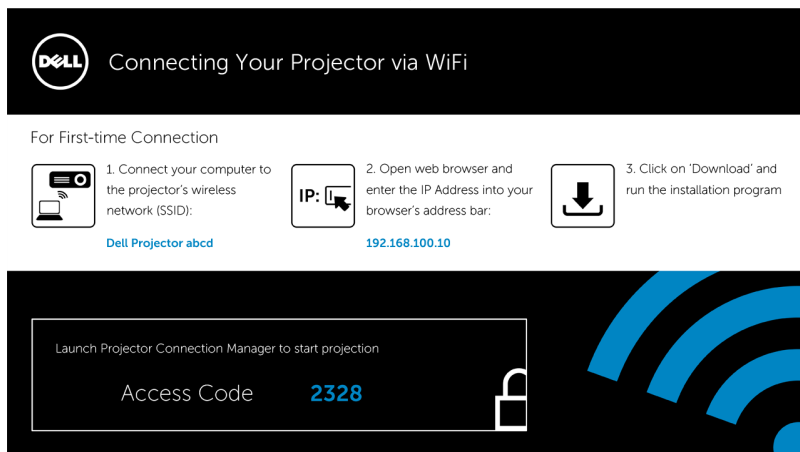 DELL
Connecting Your Projector via WiFi
For First-time Connection
1. Connect your computer to
the projector's wireless
network (SSID):
Dell Projector abcd
IP:
2. Open web browser and
enter the IP Address into your
browser's address bar:
192.168.100.10
3. Click on 'Download' and
run the installation program
Launch Projector Connection Manager to start projection
Access Code 2328